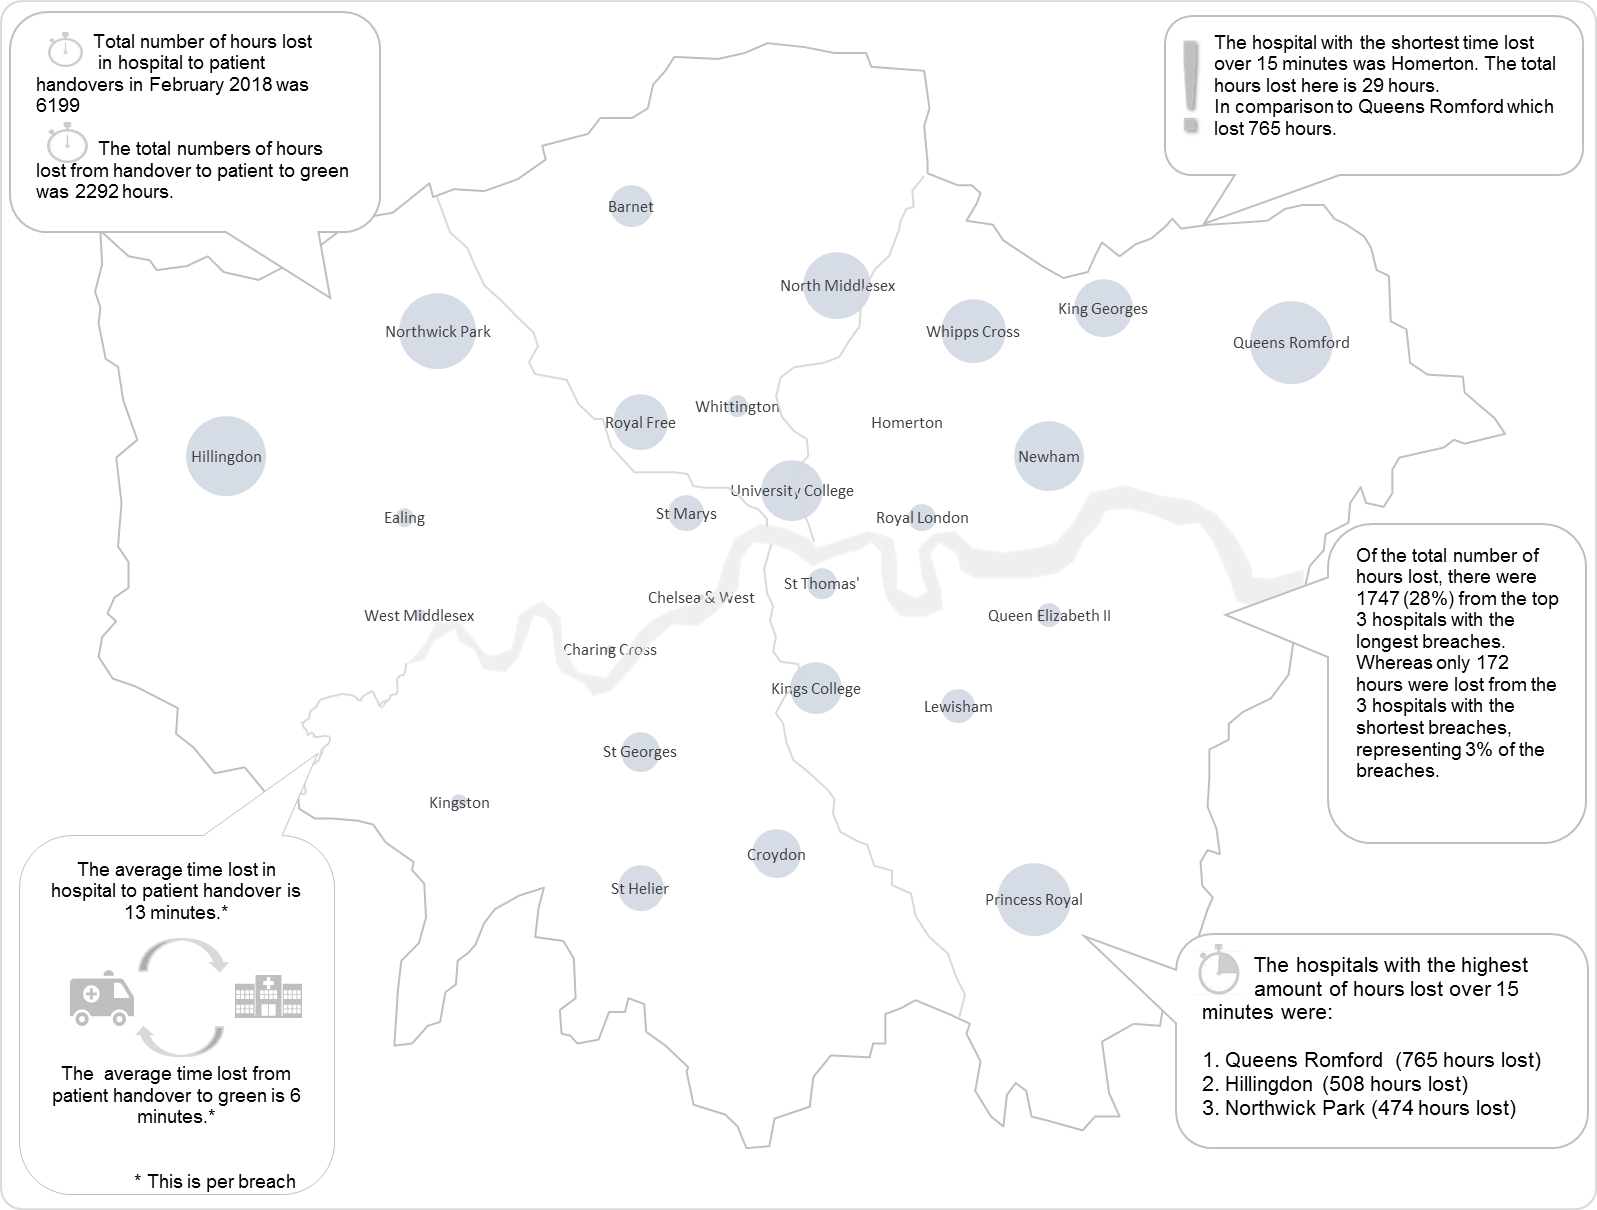 Total number of hours lost
in hospital to patient
handovers in February 2018 was
6199
The total numbers of hours
lost from handover to patient to green
was 2292 hours.
The hospital with the shortest time lost
over 15 minutes was Homerton. The total
hours lost here is 29 hours.
In comparison to Queens Romford which
lost 765 hours.
Barnet
North Middlesex
King Georges
Northwick Park
Whipps Cross
Queens Romford
Whittington
Royal Free
Homerton
Hillingdon
Newham
University College
St Marys
Ealing
Royal London
St Thomas'
Chelsea & West
West Middlesex
Queen Elizabeth II
Charing Cross
Kings College
Lewisham
St Georges
Kingston
Croydon
St Helier
Princess Royal
Of the total number of
hours lost, there were
1747 (28%) from the top
3 hospitals with the
longest breaches.
Whereas only 172
hours were lost from the
3 hospitals with the
shortest breaches,
representing 3% of the
breaches.
The average time lost in
hospital to patient handover is
13 minutes.*
The average time lost from
patient handover to green is 6
minutes.*
* This is per breach
The hospitals with the highest
amount of hours lost over 15
minutes were:
1. Queens Romford (765 hours lost)
2. Hillingdon (508 hours lost)
3. Northwick Park (474 hours lost)